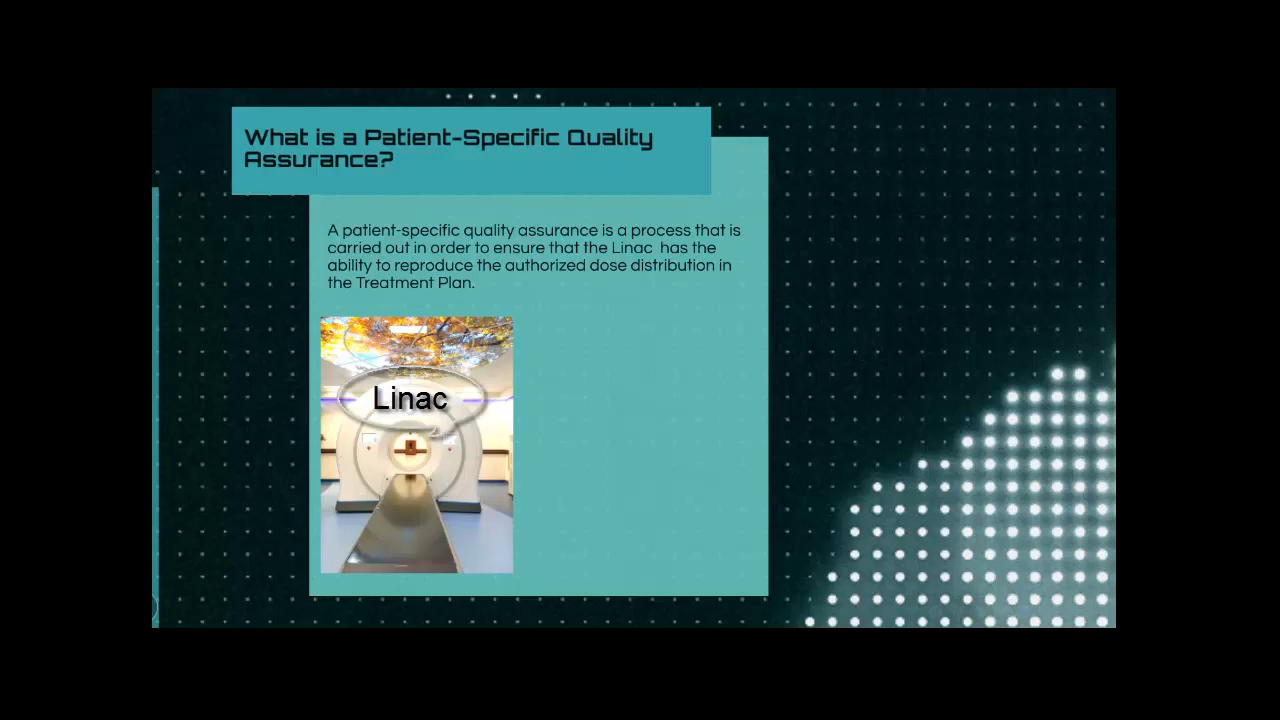 What is a Patient-Specific Quality
Assurance?
A patient-specific quality assurance is a process that is
carried out in order to ensure that the Linac  has the
ability to reproduce the authorized dose distribution in
the Treatment Plan.
Linac